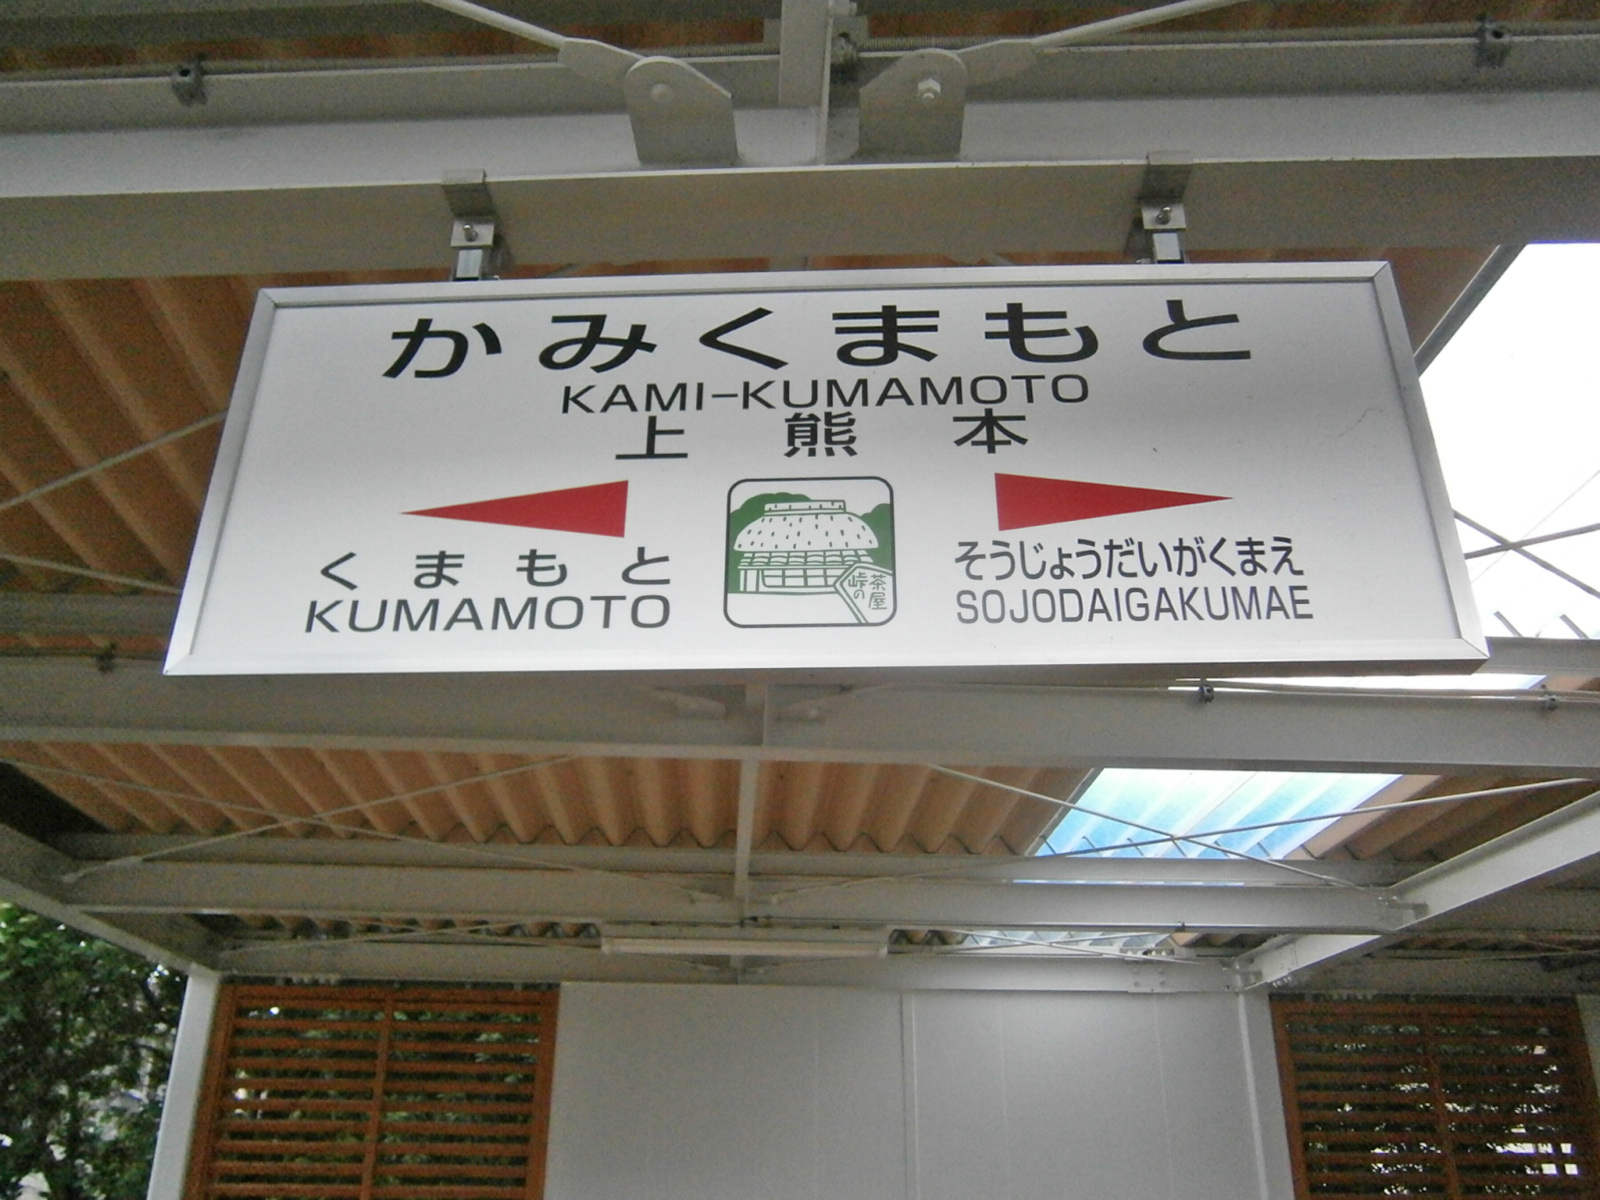 かみくまもと
KAMI-KUMAMOTO
上熊本
くまもと
KUMAMOTO
峠の
茶屋
そうじょうだいがくまえ
SOJODAIGAKUMAE